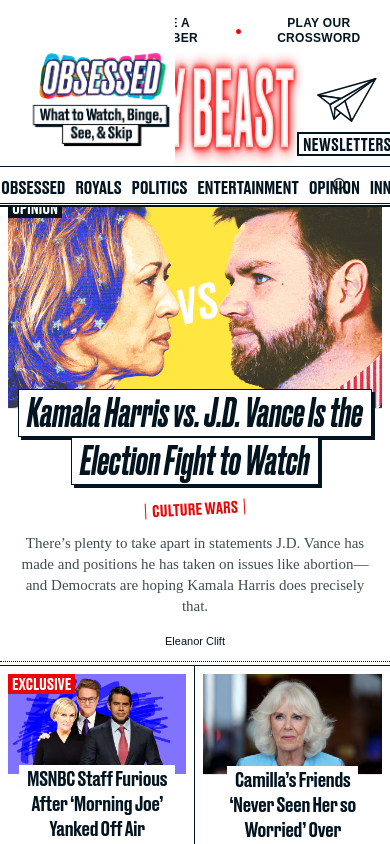 E A
BER
PLAY OUR
CROSSWORD
OBSESSED
What to Watch, Binge,
See, & Skip
Y BEAST
NEWSLETTERS
OBSESSED ROYALS POLITICS ENTERTAINMENT OPINION INN
OPINION
VS
Kamala Harris vs. J.D. Vance Is the
Election Fight to Watch
CULTURE WARS
There’s plenty to take apart in statements J.D. Vance has
made and positions he has taken on issues like abortion—
and Democrats are hoping Kamala Harris does precisely
that.
Eleanor Clift
EXCLUSIVE
MSNBC Staff Furious
After ‘Morning Joe’
Yanked Off Air
Camilla’s Friends
‘Never Seen Her so
Worried’ Over